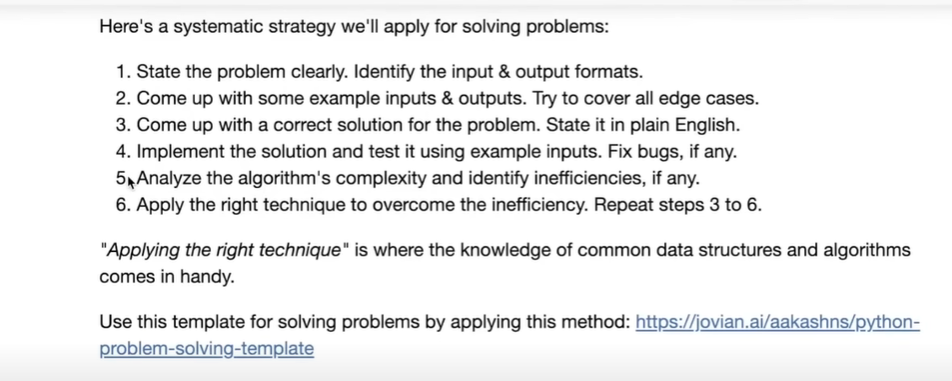 Here's a systematic strategy we'll apply for solving problems:
1. State the problem clearly. Identify the input & output formats.
2. Come up with some example inputs & outputs. Try to cover all edge cases.
3. Come up with a correct solution for the problem. State it in plain English.
4. Implement the solution and test it using example inputs. Fix bugs, if any.
5. Analyze the algorithm's complexity and identify inefficiencies, if any.
6. Apply the right technique to overcome the inefficiency. Repeat steps 3 to 6.
"Applying the right technique" is where the knowledge of common data structures and algorithms
comes in handy.
Use this template for solving problems by applying this method: https://jovian.ai/aakashns/python-
problem-solving-template